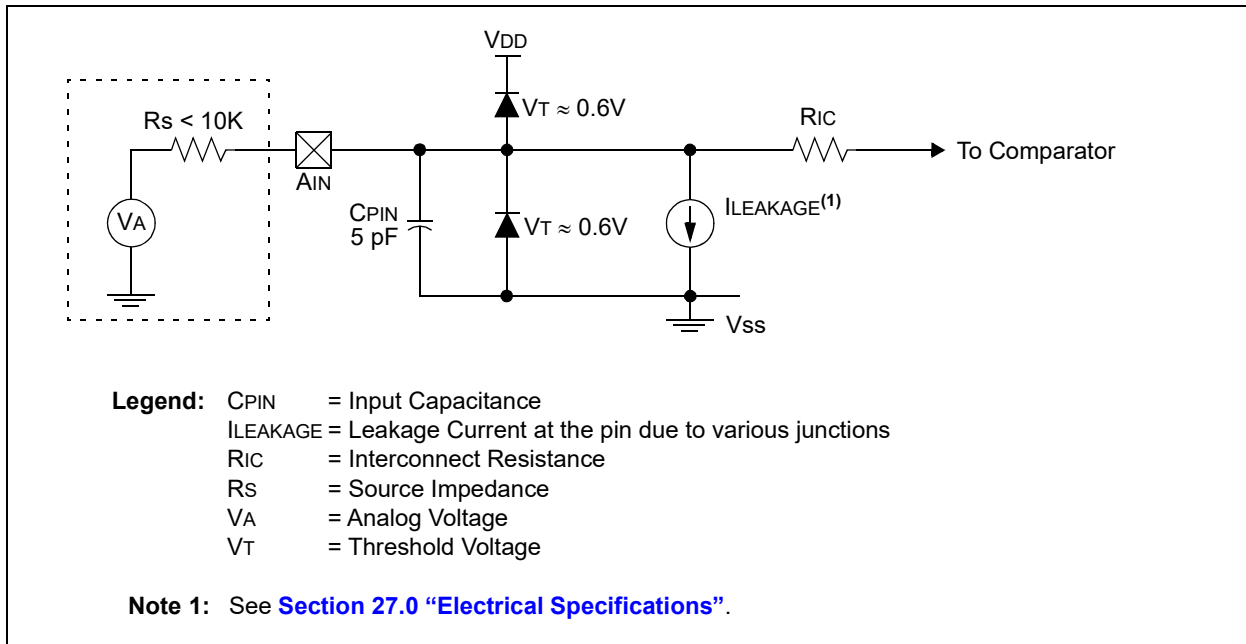 VDD
VT ≈ 0.6V
Rs < 10K
RIC
To Comparator
AIN
ILEAKAGE(1)
VA
CPIN
5 pF
VT ≈ 0.6V
Vss
Legend: CPIN = Input Capacitance
ILEAKAGE = Leakage Current at the pin due to various junctions
RIC = Interconnect Resistance
RS = Source Impedance
VA = Analog Voltage
VT = Threshold Voltage
Note 1: See Section 27.0 “Electrical Specifications”.